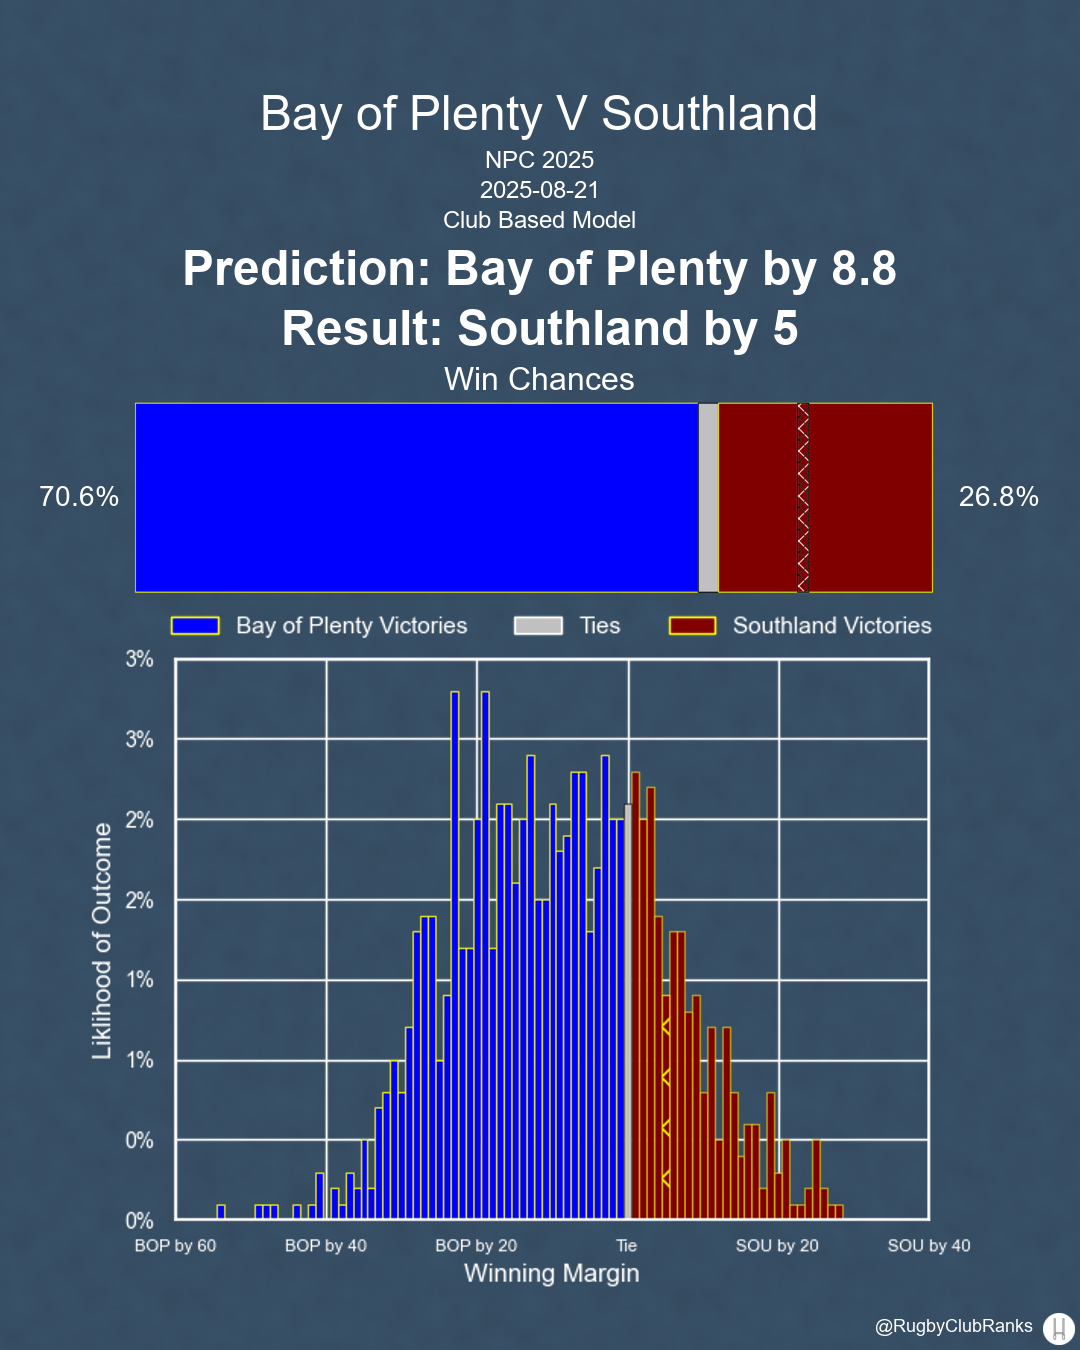 Bay of Plenty V Southland
NPC 2025
2025-08-21
Club Based Model
Prediction: Bay of Plenty by 8.8
Result: Southland by 5
Win Chances
70.6%
26.8%
Bay of Plenty Victories
Ties
Southland Victories
3%
3%
2%
2%
1%
1%
0%
0%
Liklihood of Outcome
BOP by 60
BOP by 40
BOP by 20
Tie
SOU by 20
SOU by 40
Winning Margin
@RugbyClubRanks